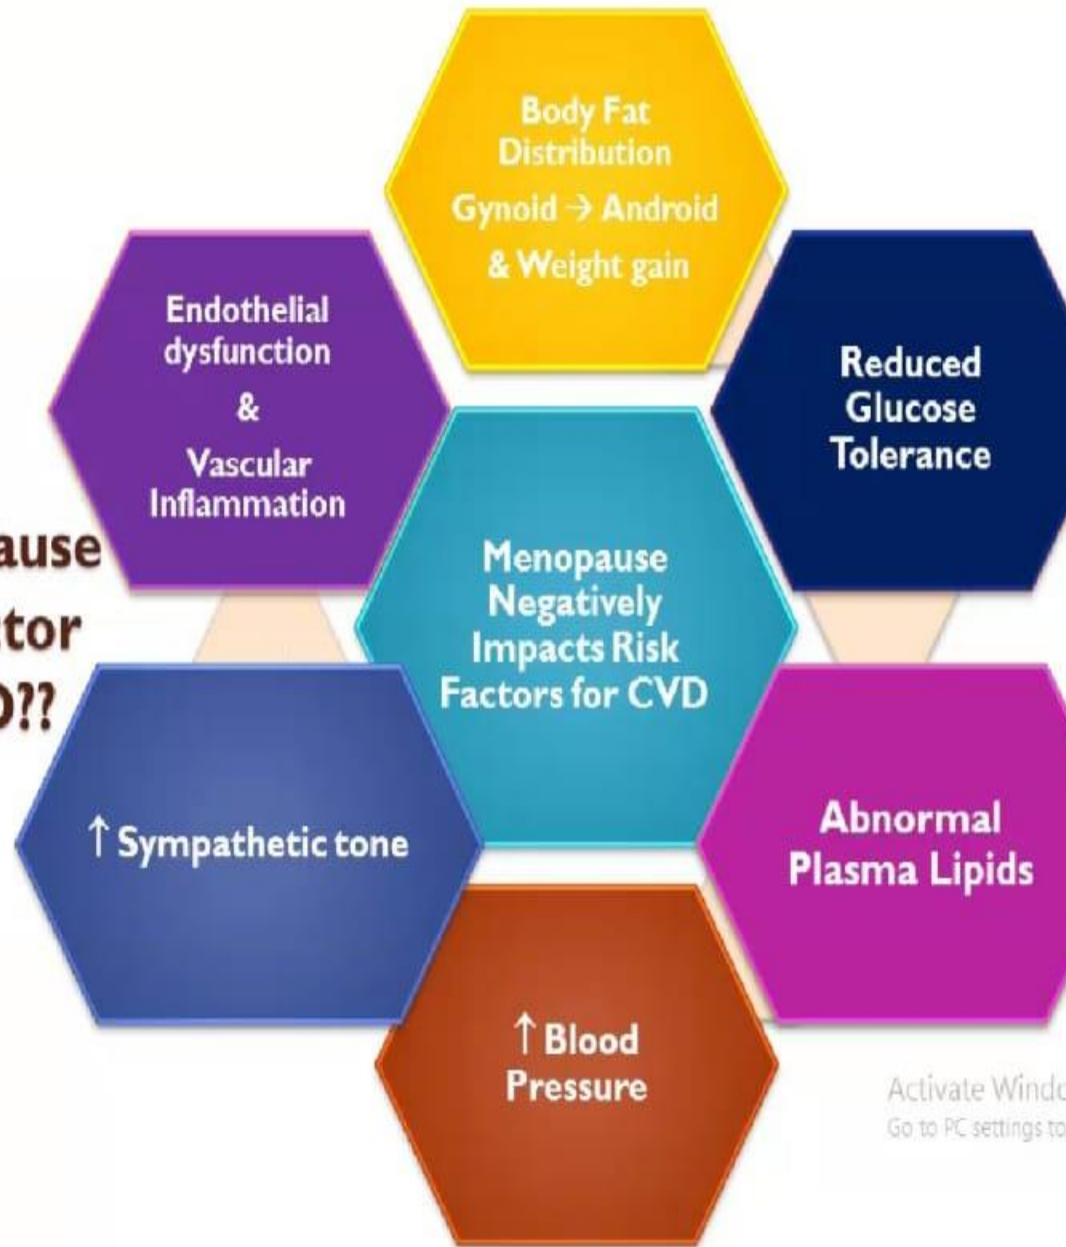 Body Fat
Distribution
Gynoid → Android
& Weight gain
Endothelial
dysfunction
&
Vascular
Inflammation
Reduced
Glucose
Tolerance
Menopause
Negatively
Impacts Risk
Factors for CVD
↑ Sympathetic tone
Abnormal
Plasma Lipids
↑ Blood
Pressure
ause
ctor
D??
Activate Windo
Go to PC settings to